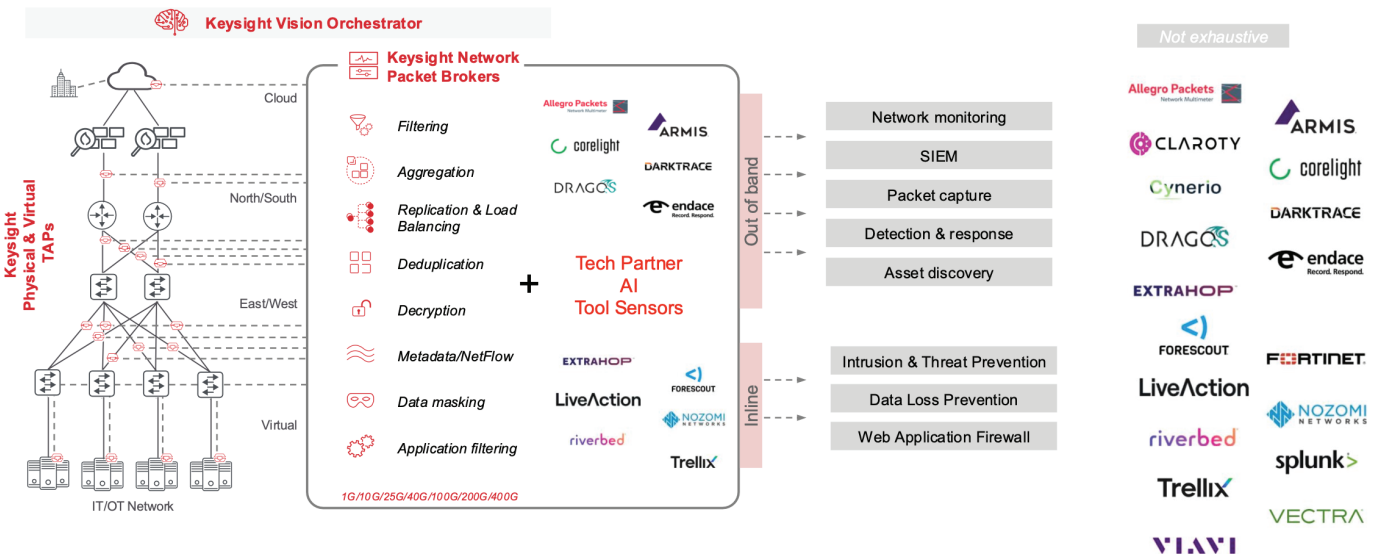 Keysight Vision Orchestrator
Not exhaustive
Keysight
Physical & Virtual
TAPs
Cloud
North/South
East/West
Virtual
IT/OT Network
Keysight Network
Packet Brokers
Filtering
Aggregation
Replication & Load
Balancing
Deduplication
Decryption
Metadata/NetFlow
Data masking
Application filtering
1G/10G/25G/40G/100G/200G/400G
Allegro Packets
Network Multimeter
ARMIS
corelight
DARKTRACE
DRAGOS
endace
Record. Respond.
+
Tech Partner
AI
Tool Sensors
EXTRAHOP
FORESCOUT
LiveAction
NOZOMI
NETWORKS
riverbed
Trellix
Out of band
Inline
Network monitoring
SIEM
Packet capture
Detection & response
Asset discovery
Intrusion & Threat Prevention
Data Loss Prevention
Web Application Firewall
Allegro Packets
Network Multimeter
ARMIS
CLAROTY
corelight
Cynerio
DARKTRACE
DRAGOS
endace
Record. Respond.
EXTRAHOP
FORESCOUT
FORTINET
LiveAction
NOZOMI
NETWORKS
riverbed
splunk>
Trellix
VECTRA
VIAVI